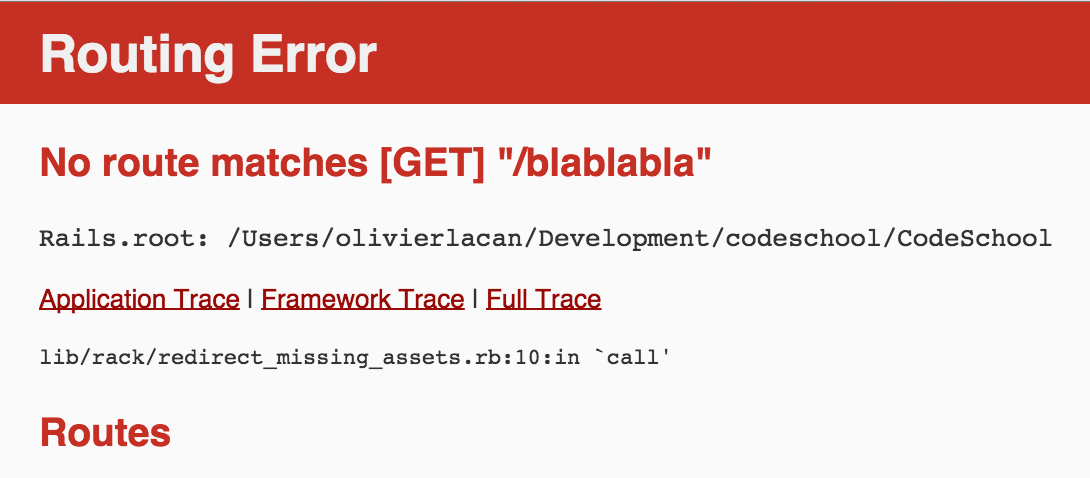 Routing Error
No route matches [GET] "/blablabla"
Rails.root: /Users/olivierlacan/Development/codeschool/CodeSchool
Application Trace | Framework Trace | Full Trace
lib/rack/redirect_missing_assets.rb:10:in `call'
Routes